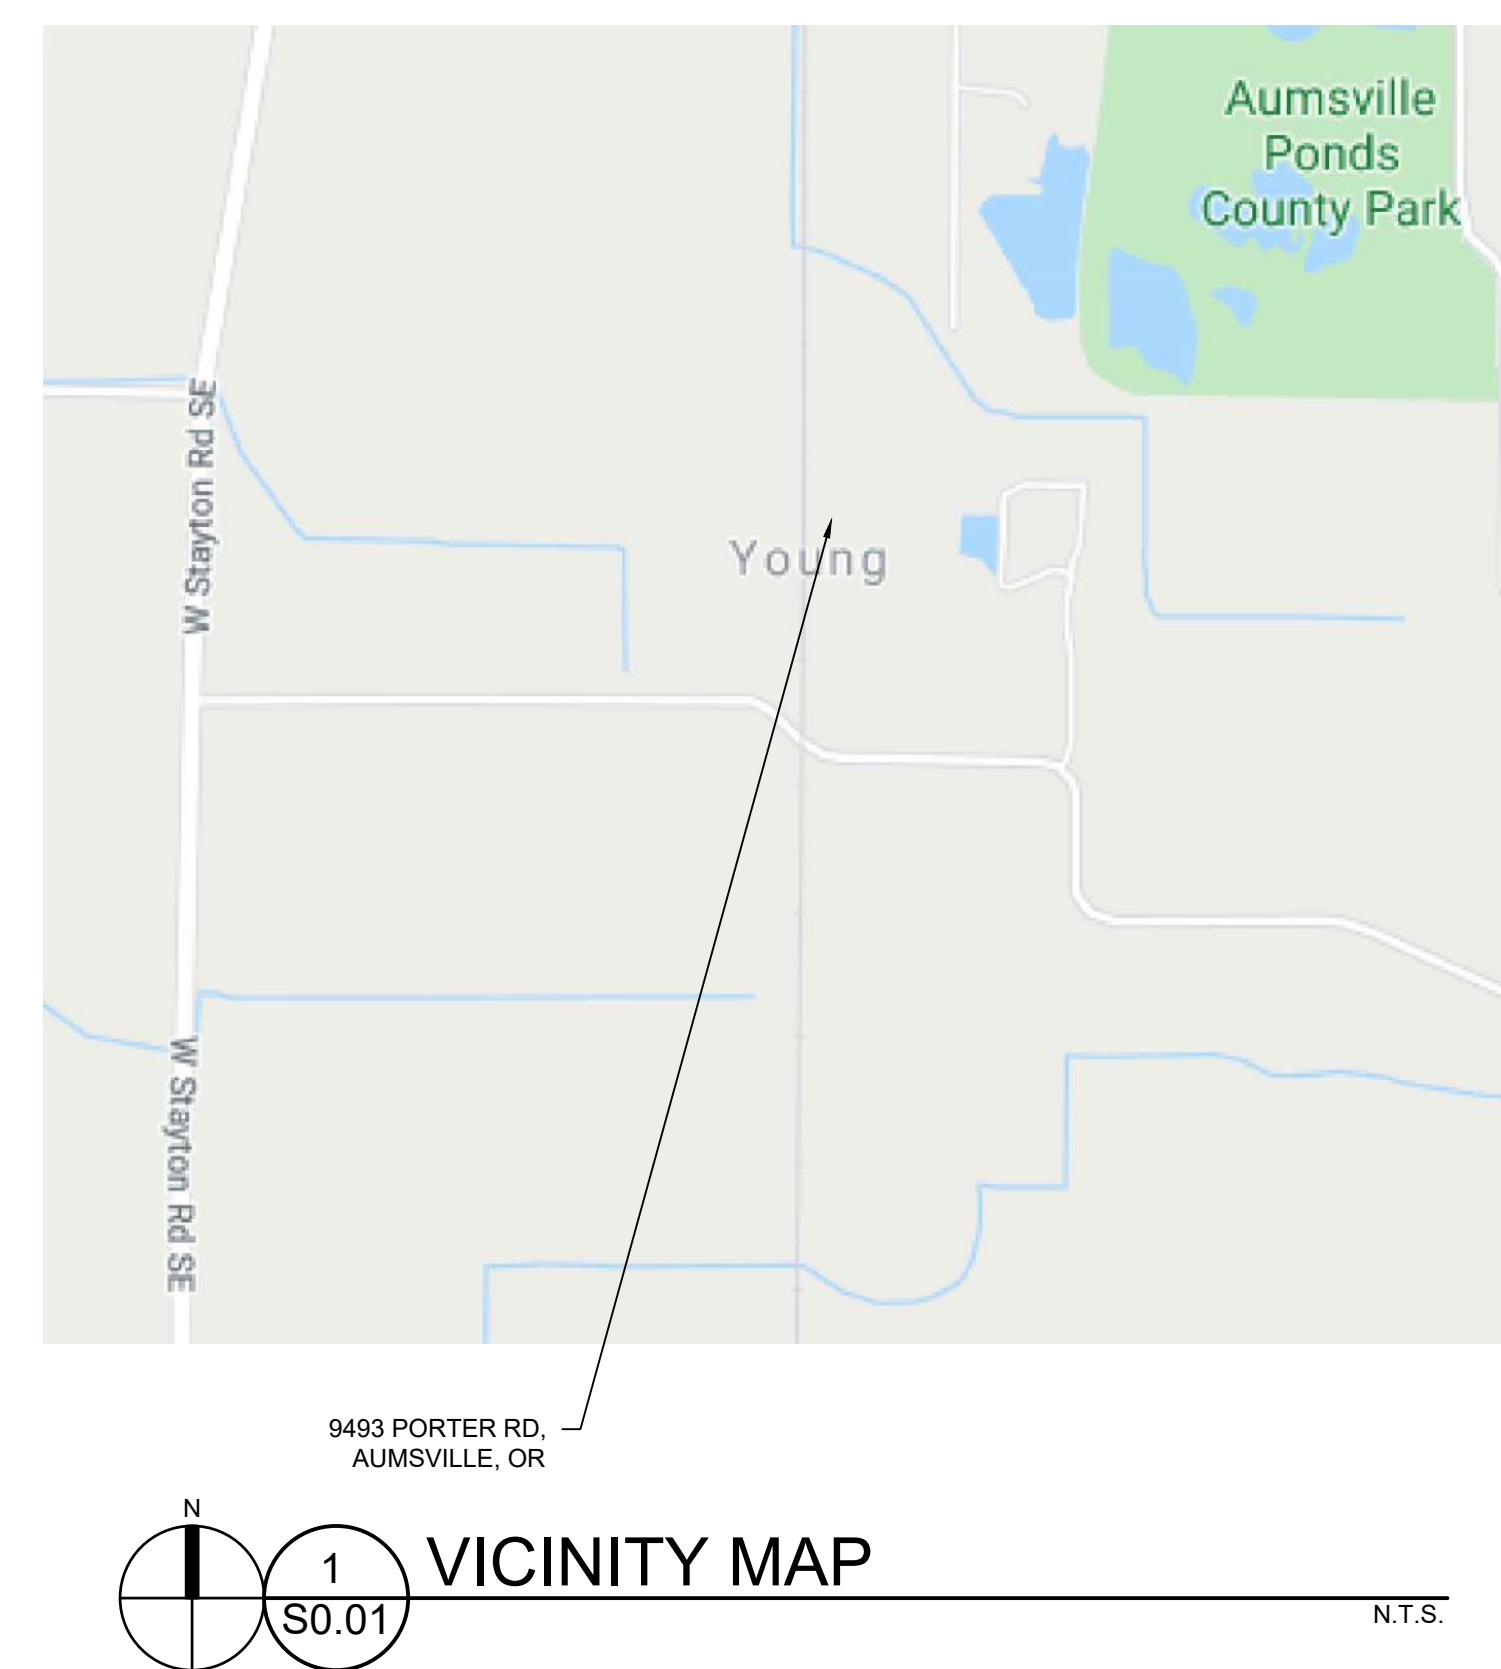 Aumsville
Ponds
County Park
W Stayton Rd SE
Young
W Stayton Rd SE
9493 PORTER RD,
AUMSVILLE, OR
N
1
S0.01
VICINITY MAP
N.T.S.